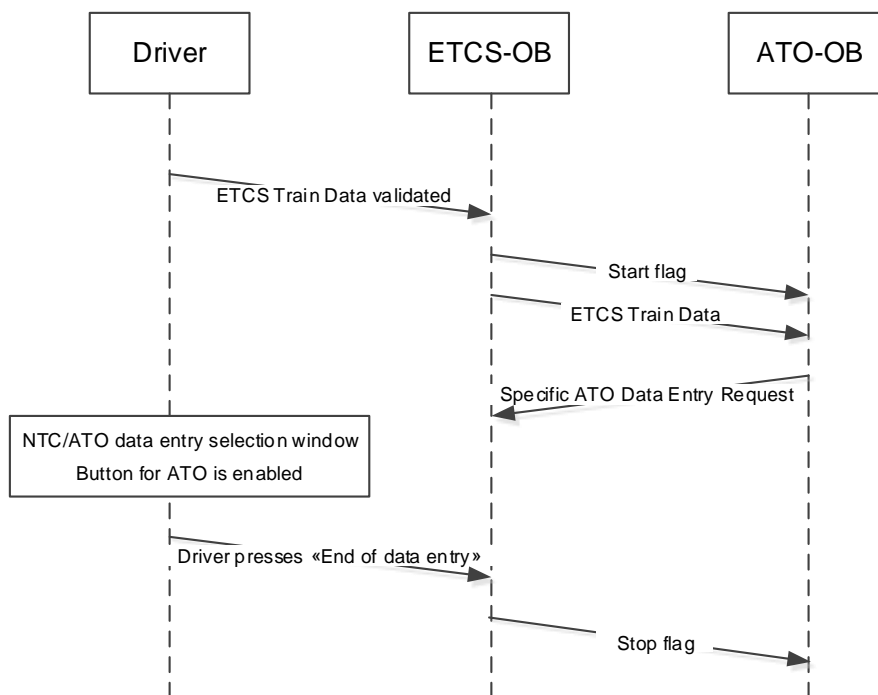 Driver
ETCS-OB
ATO-OB
ETCS Train Data validated
Start flag
ETCS Train Data
Specific ATO Data Entry Request
NTC/ATO data entry selection window
Button for ATO is enabled
Driver presses «End of data entry»
Stop flag